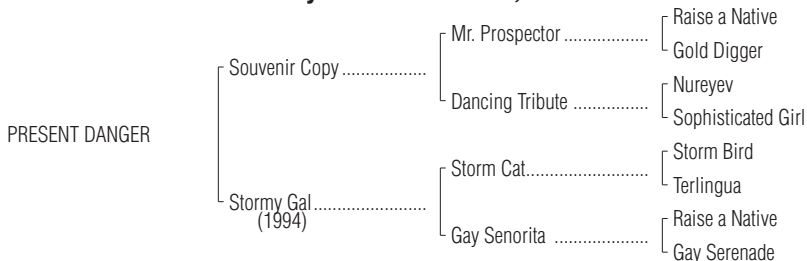 Raise a Native
Mr. Prospector ...................
Gold Digger
Souvenir Copy ...................
Nureyev
Dancing Tribute .................
Sophisticated Girl
PRESENT DANGER
Storm Bird
Storm Cat...........................
Terlingua
Stormy Gal.........................
(1994)
Raise a Native
Gay Senorita .....................
Gay Serenade